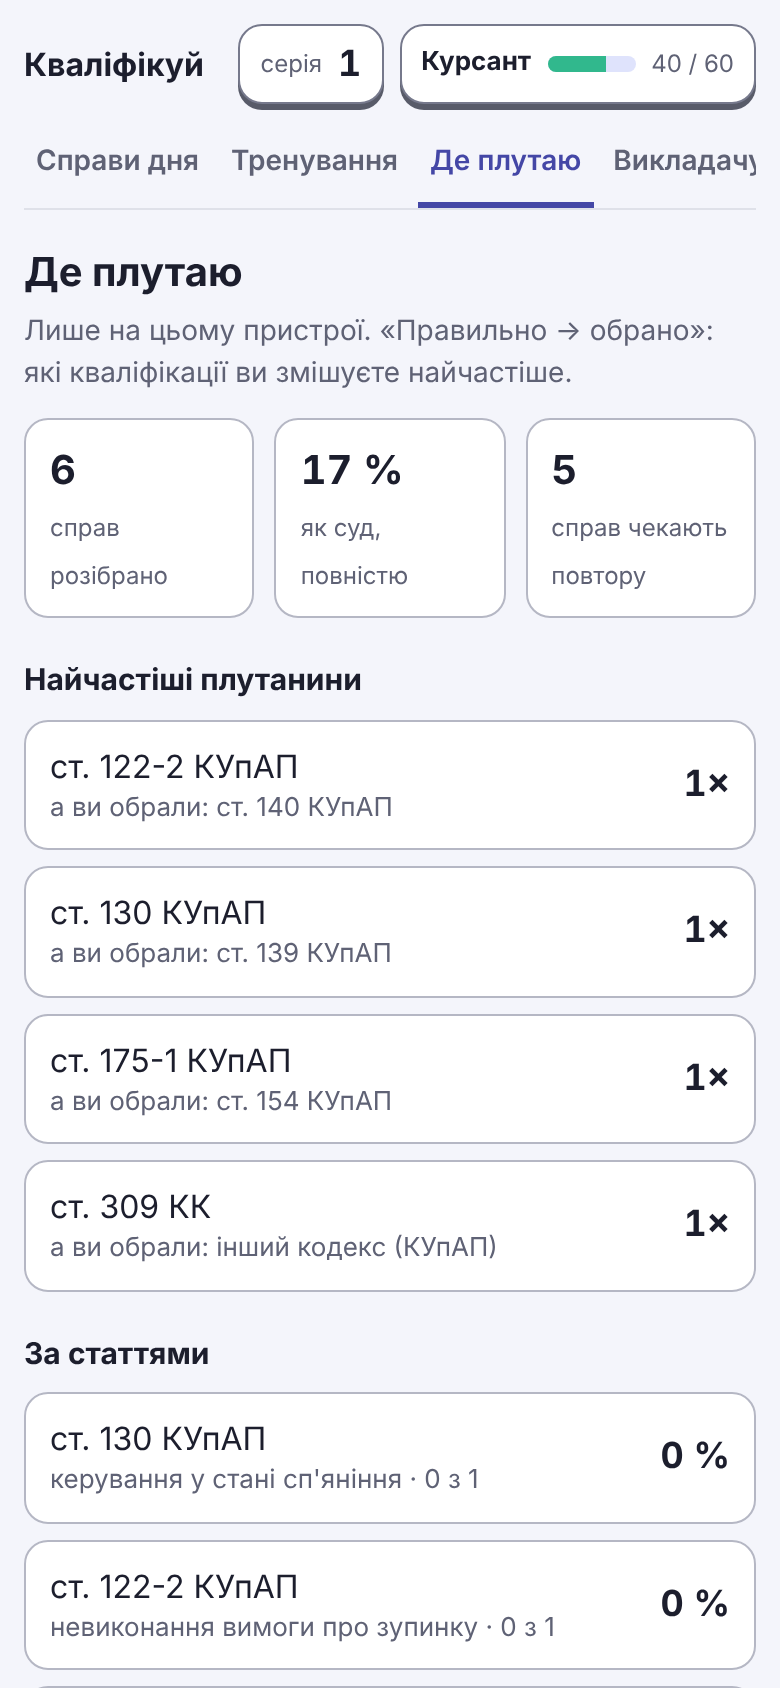 Кваліфікуй
серія 1
Курсант 40 / 60
Справи дня Тренування Де плутаю Викладачу
Де плутаю
Лише на цьому пристрої. «Правильно → обрано»:
які кваліфікації ви змішуєте найчастіше.
6
справ
розібрано
17 %
як суд,
повністю
5
справ чекають
повтору
Найчастіші плутанини
ст. 122-2 КУпАП
а ви обрали: ст. 140 КУпАП
1×
ст. 130 КУпАП
а ви обрали: ст. 139 КУпАП
1×
ст. 175-1 КУпАП
а ви обрали: ст. 154 КУпАП
1×
ст. 309 КК
а ви обрали: інший кодекс (КУпАП)
1×
За статтями
ст. 130 КУпАП
керування у стані сп'яніння · 0 з 1
0 %
ст. 122-2 КУпАП
невиконання вимоги про зупинку · 0 з 1
0 %